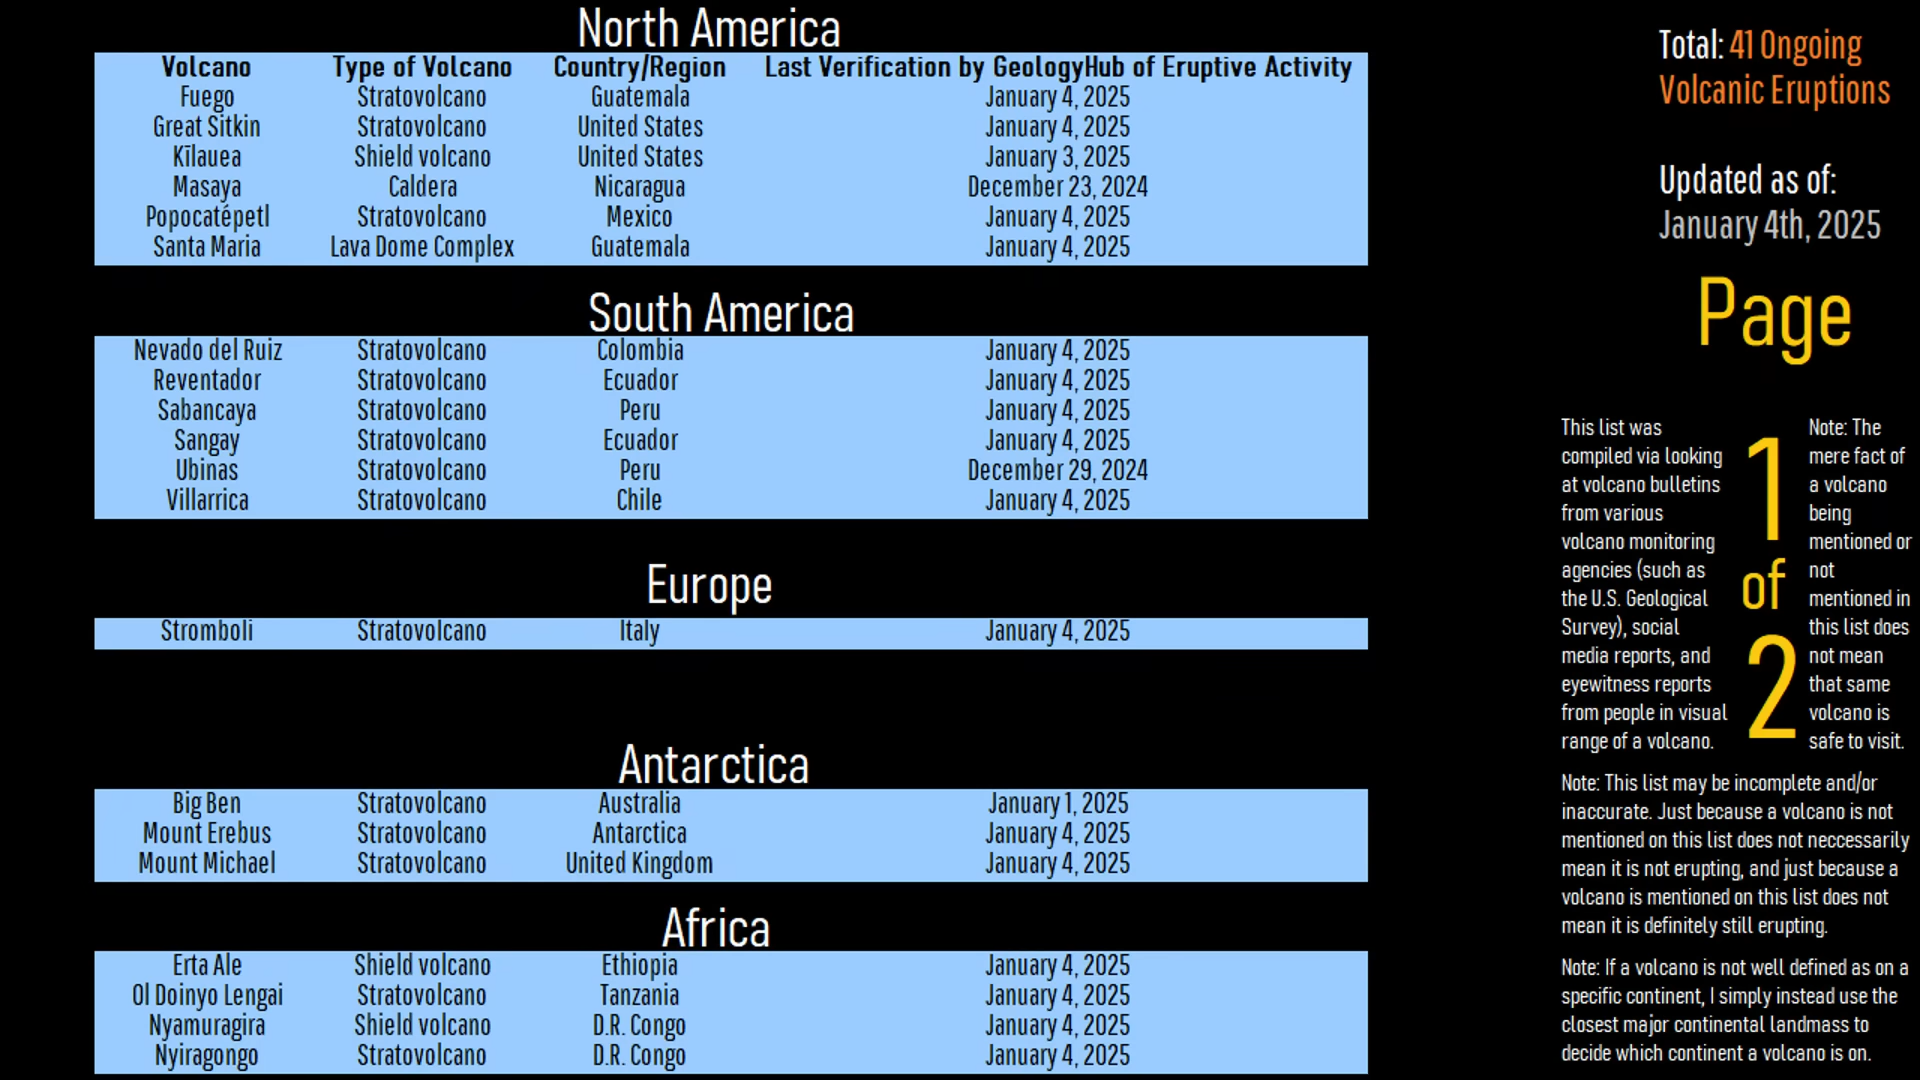 North America
Volcano Type of Volcano Country/Region Last Verification by GeologyHub of Eruptive Activity
Fuego Stratovolcano Guatemala January 4, 2025
Great Sitkin Stratovolcano United States January 4, 2025
Kīlauea Shield volcano United States January 3, 2025
Masaya Caldera Nicaragua December 23, 2024
Popocatépetl Stratovolcano Mexico January 4, 2025
Santa Maria Lava Dome Complex Guatemala January 4, 2025
South America
Nevado del Ruiz Stratovolcano Colombia January 4, 2025
Reventador Stratovolcano Ecuador January 4, 2025
Sabancaya Stratovolcano Peru January 4, 2025
Sangay Stratovolcano Ecuador January 4, 2025
Ubinas Stratovolcano Peru December 29, 2024
Villarrica Stratovolcano Chile January 4, 2025
Europe
Stromboli Stratovolcano Italy January 4, 2025
Antarctica
Big Ben Stratovolcano Australia January 1, 2025
Mount Erebus Stratovolcano Antarctica January 4, 2025
Mount Michael Stratovolcano United Kingdom January 4, 2025
Africa
Erta Ale Shield volcano Ethiopia January 4, 2025
Ol Doinyo Lengai Stratovolcano Tanzania January 4, 2025
Nyamuragira Shield volcano D.R. Congo January 4, 2025
Nyiragongo Stratovolcano D.R. Congo January 4, 2025
Total: 41 Ongoing
Volcanic Eruptions
Updated as of:
January 4th, 2025
Page
1
of
2
This list was
compiled via looking
at volcano bulletins
from various
volcano monitoring
agencies (such as
the U.S. Geological
Survey), social
media reports, and
eyewitness reports
from people in visual
range of a volcano.
Note: The
mere fact of
a volcano
being
mentioned or
not
mentioned in
this list does
not mean
that same
volcano is
safe to visit.
Note: This list may be incomplete and/or
inaccurate. Just because a volcano is not
mentioned on this list does not neccessarily
mean it is not erupting, and just because a
volcano is mentioned on this list does not
mean it is definitely still erupting.
Note: If a volcano is not well defined as on a
specific continent, I simply instead use the
closest major continental landmass to
decide which continent a volcano is on.